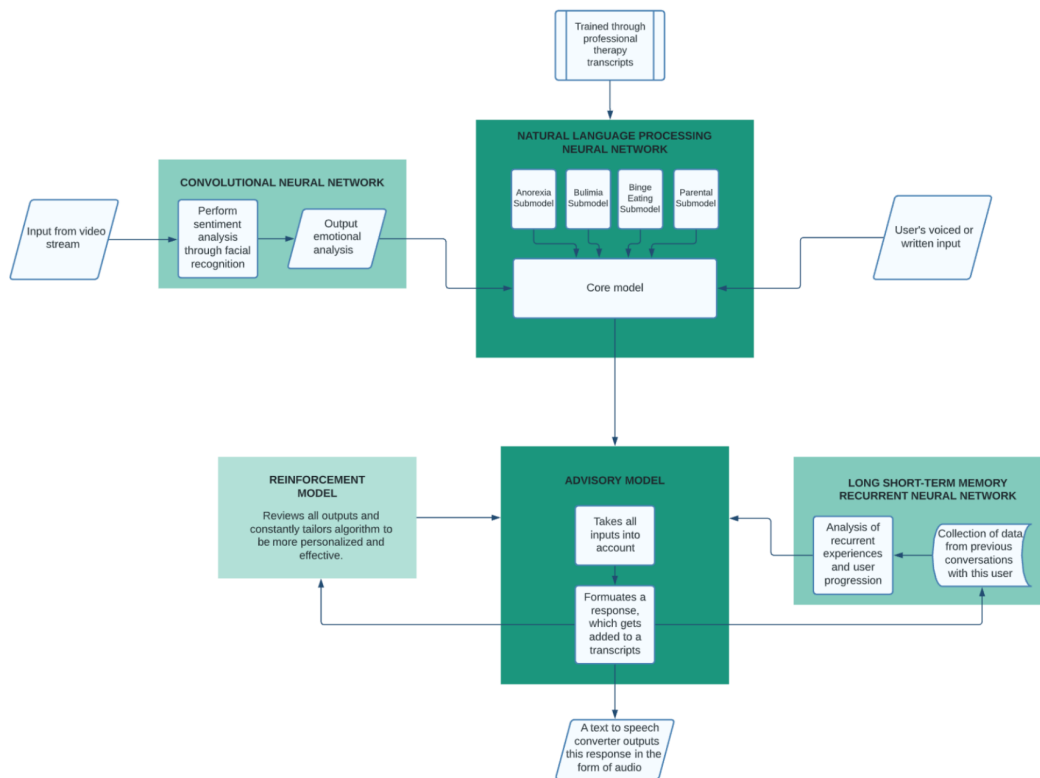 Trained through
professional
therapy
transcripts
NATURAL LANGUAGE PROCESSING
NEURAL NETWORK
Anorexia
Submodel
Bulimia
Submodel
Binge
Eating
Submodel
Parental
Submodel
Core model
CONVOLUTIONAL NEURAL NETWORK
Input from video
stream
Perform
sentiment
analysis
through facial
recognition
Output
emotional
analysis
User's voiced or
written input
REINFORCEMENT
MODEL
Reviews all outputs and
constantly tailors algorithm to
be more personalized and
effective.
ADVISORY MODEL
Takes all
inputs into
account
Formuates a
response,
which gets
added to a
transcripts
LONG SHORT-TERM MEMORY
RECURRENT NEURAL NETWORK
Analysis of
recurrent
experiences
and user
progression
Collection of data
from previous
conversations
with this user
A text to speech
converter outputs
this response in the
form of audio